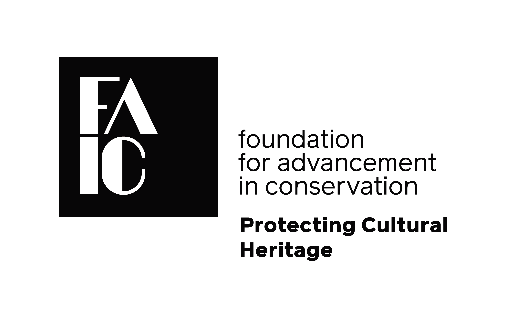 FA
IC
foundation
for advancement
in conservation
Protecting Cultural
Heritage